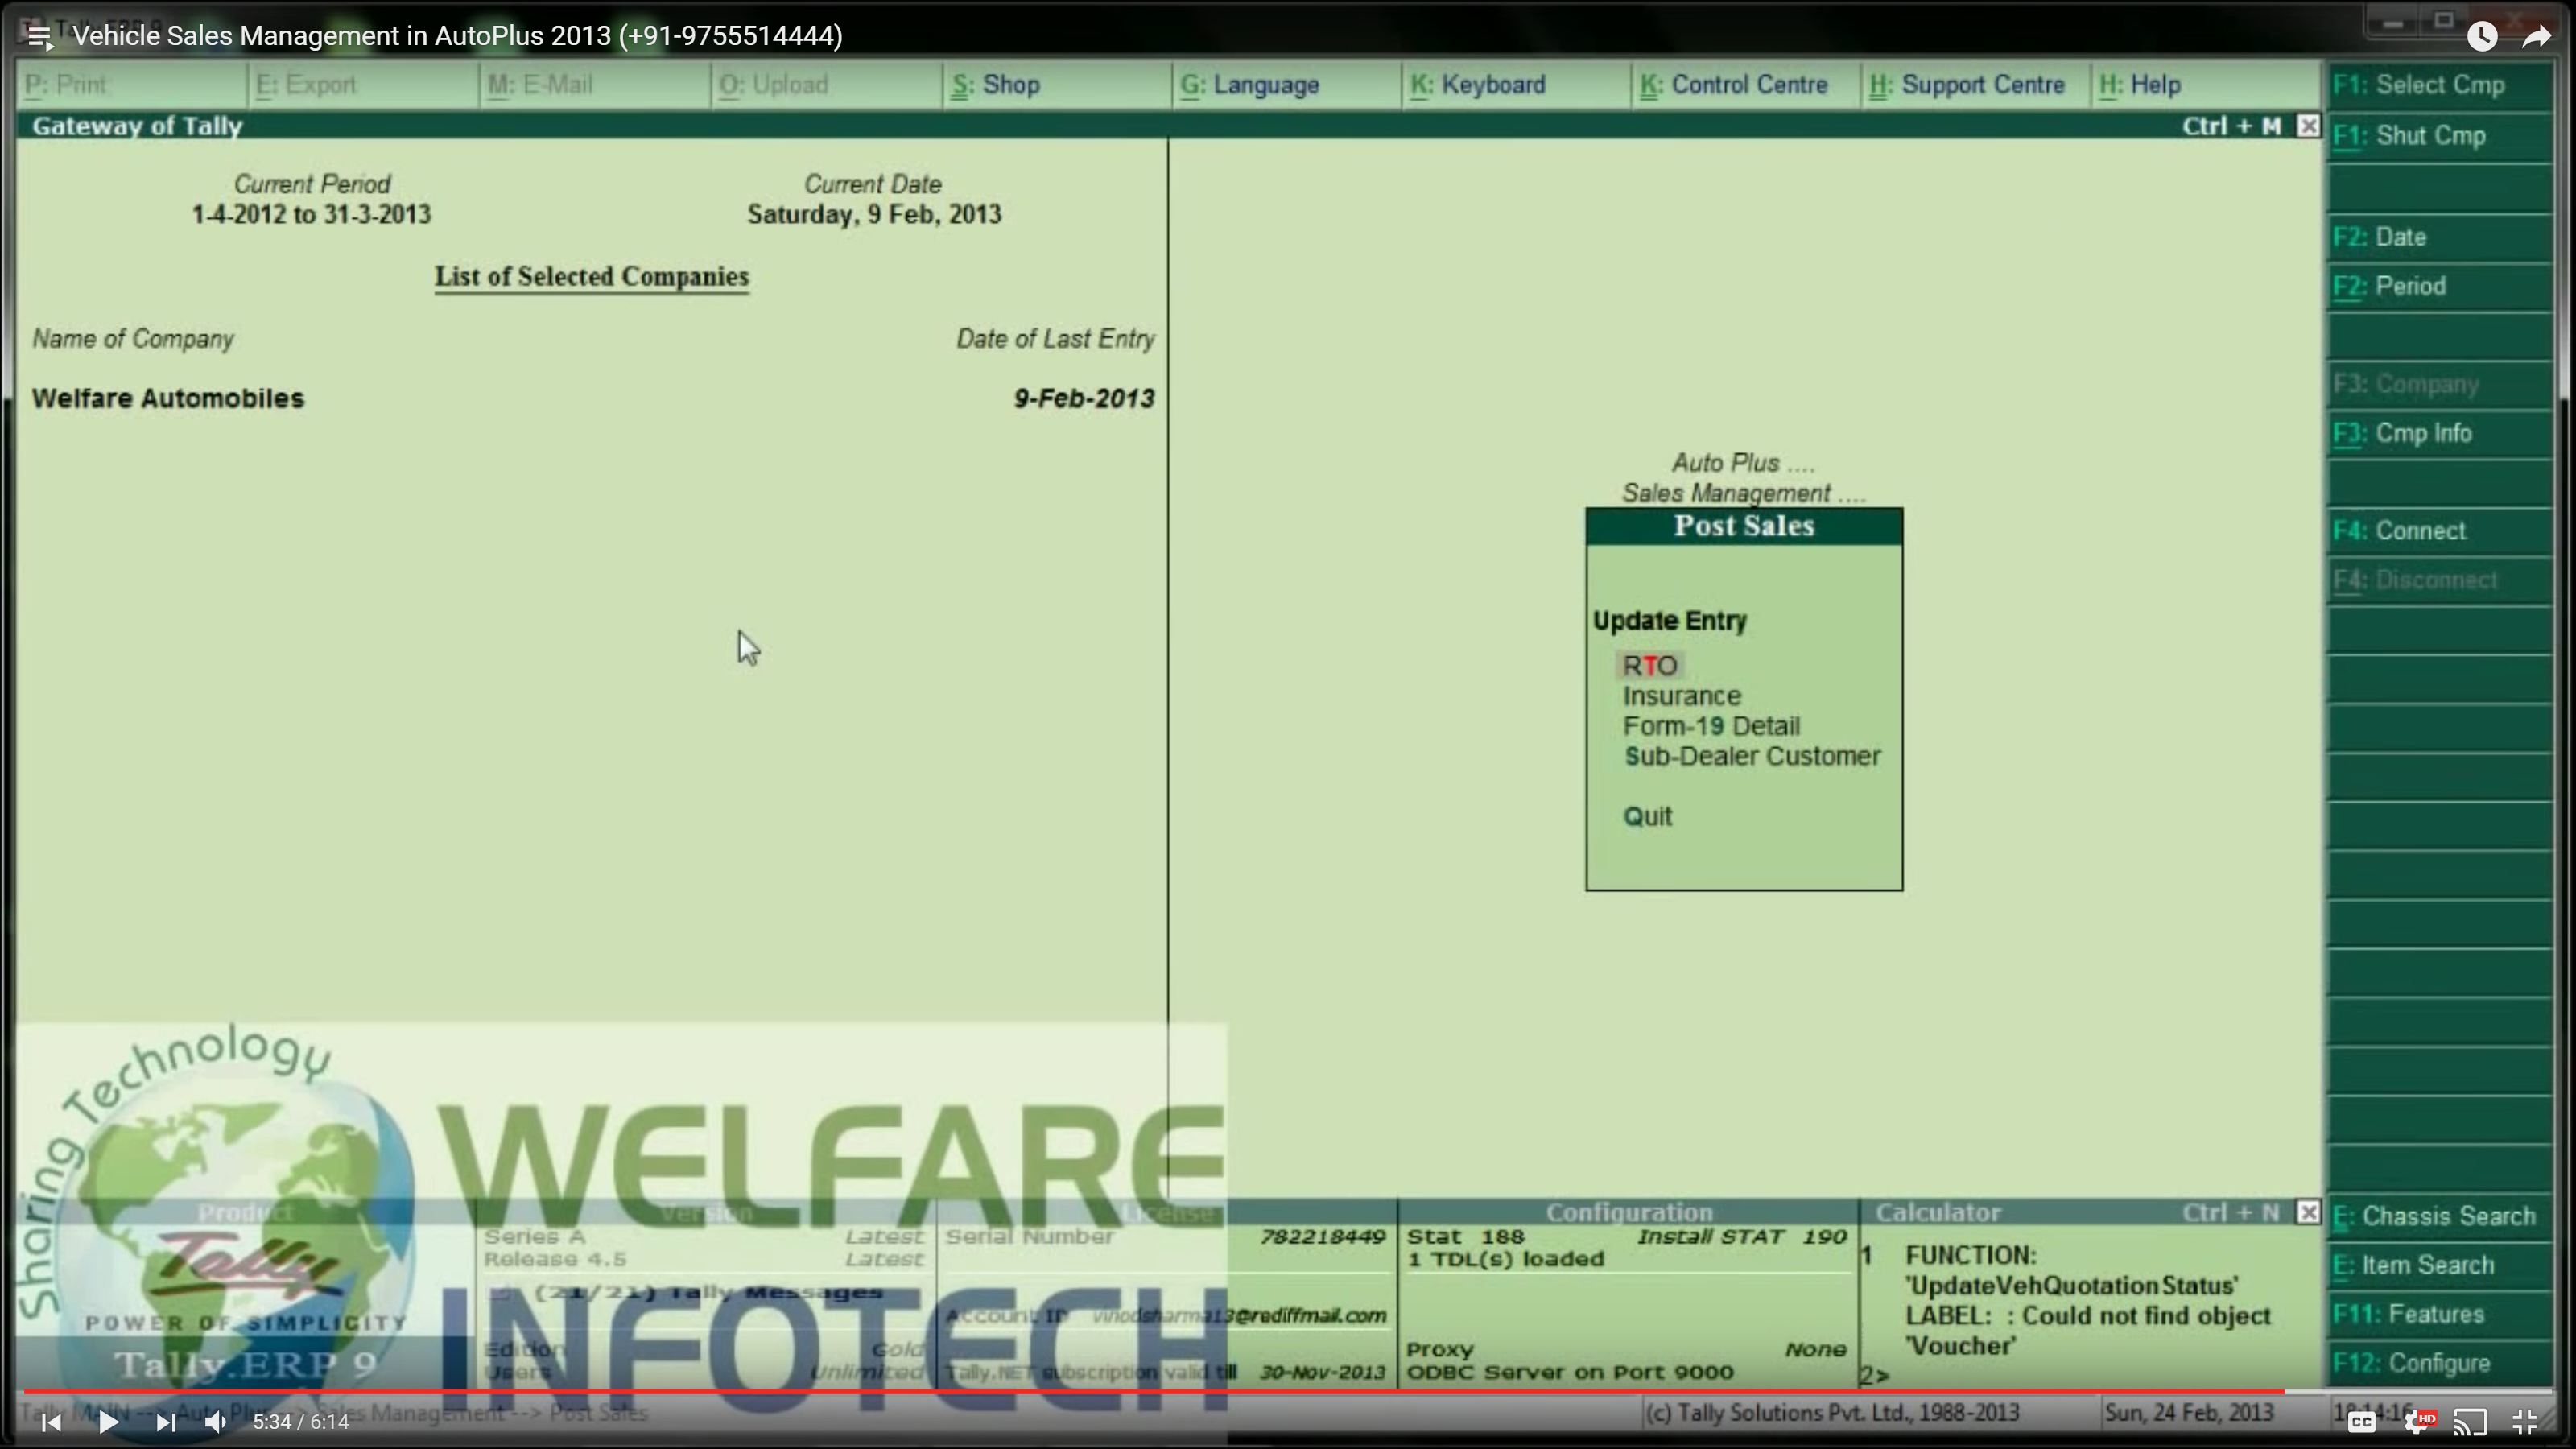 Vehicle Sales Management in AutoPlus 2013 (+91-9755514444)
P: Print E: Export M: E-Mail O: Upload S: Shop G: Language K: Keyboard K: Control Centre H: Support Centre H: Help
Gateway of Tally Ctrl + M
Current Period Current Date
1-4-2012 to 31-3-2013 Saturday, 9 Feb, 2013
List of Selected Companies
Name of Company Date of Last Entry
Welfare Automobiles 9-Feb-2013
Auto Plus ....
Sales Management ....
Post Sales
Update Entry
RTO
Insurance
Form-19 Detail
Sub-Dealer Customer
Quit
F1: Select Cmp
F1: Shut Cmp
F2: Date
F2: Period
F3: Company
F3: Cmp Info
F4: Connect
F4: Disconnect
E: Chassis Search
E: Item Search
F11: Features
F12: Configure
Sharing Technology
WELFARE
INFOTECH
Product
Tally
POWER OF SIMPLICITY
Tally.ERP 9
Version
Series A Latest
Release 4.5 Latest
(21/21) Tally Messages
Edition Gold
Users Unlimited
License
Serial Number 782218449
Account ID vinodsharma13@rediffmail.com
Tally.NET subscription valid till 30-Nov-2013
Configuration
Stat 188 Install STAT 190
1 TDL(s) loaded
Proxy None
ODBC Server on Port 9000
Calculator Ctrl + N
1 FUNCTION:
'UpdateVehQuotationStatus'
LABEL: : Could not find object
'Voucher'
2>
Tally MAIN --> Auto Plus --> Sales Management --> Post Sales
(c) Tally Solutions Pvt. Ltd., 1988-2013 Sun, 24 Feb, 2013 18:14:16
5:34 / 6:14
CC HD